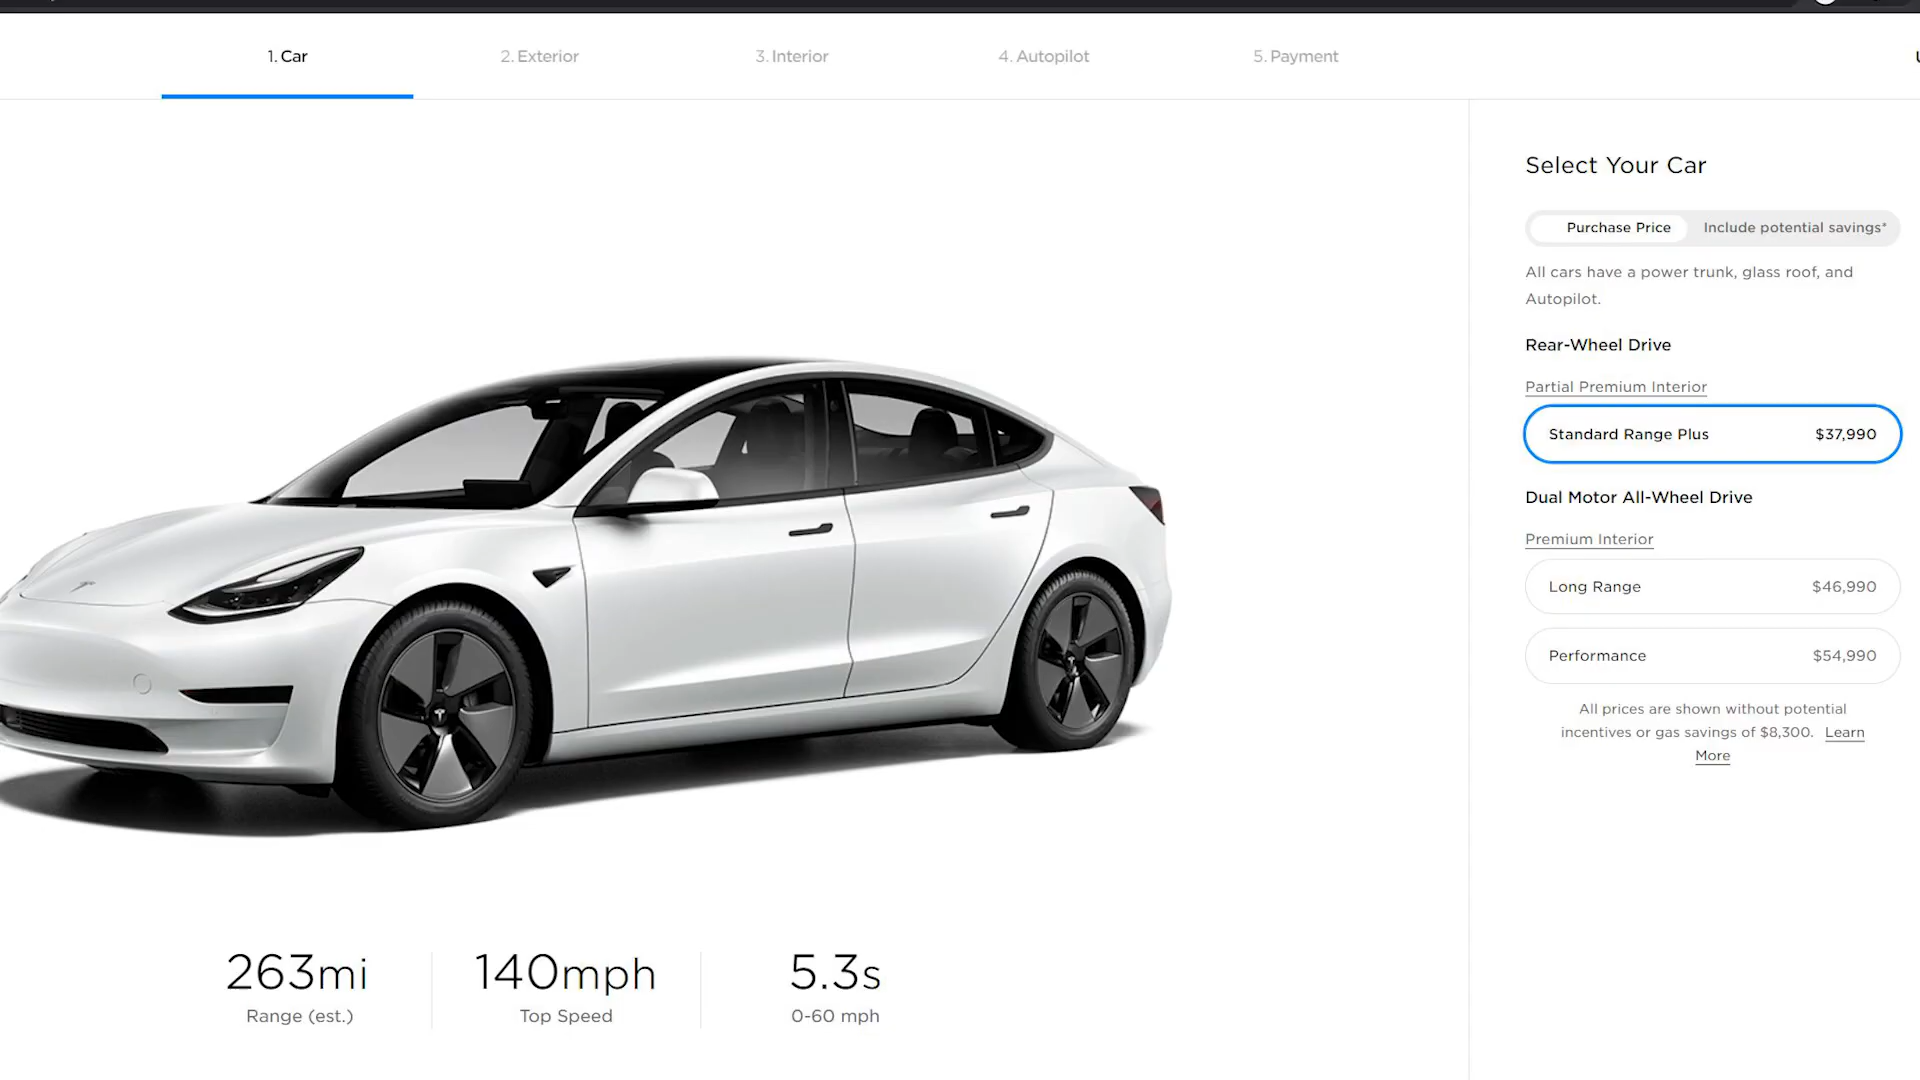 1. Car
2. Exterior
3. Interior
4. Autopilot
5. Payment
Select Your Car
Purchase Price
Include potential savings*
All cars have a power trunk, glass roof, and
Autopilot.
Rear-Wheel Drive
Partial Premium Interior
Standard Range Plus $37,990
Dual Motor All-Wheel Drive
Premium Interior
Long Range $46,990
Performance $54,990
All prices are shown without potential
incentives or gas savings of $8,300. Learn
More
263mi
Range (est.)
140mph
Top Speed
5.3s
0-60 mph